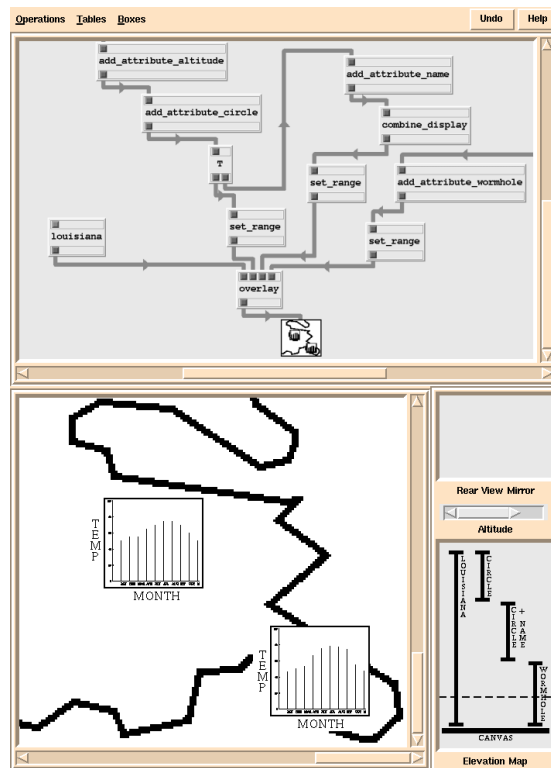 Operations Tables Boxes Undo Help
add_attribute_altitude
add_attribute_name
add_attribute_circle
combine_display
T
set_range
add_attribute_wormhole
set_range
louisiana
set_range
overlay
Rear View Mirror
Altitude
TEMP
MONTH
TEMP
MONTH
LOUISIANA
CIRCLE
CIRCLE
+ NAME
WORMHOLE
CANVAS
Elevation Map